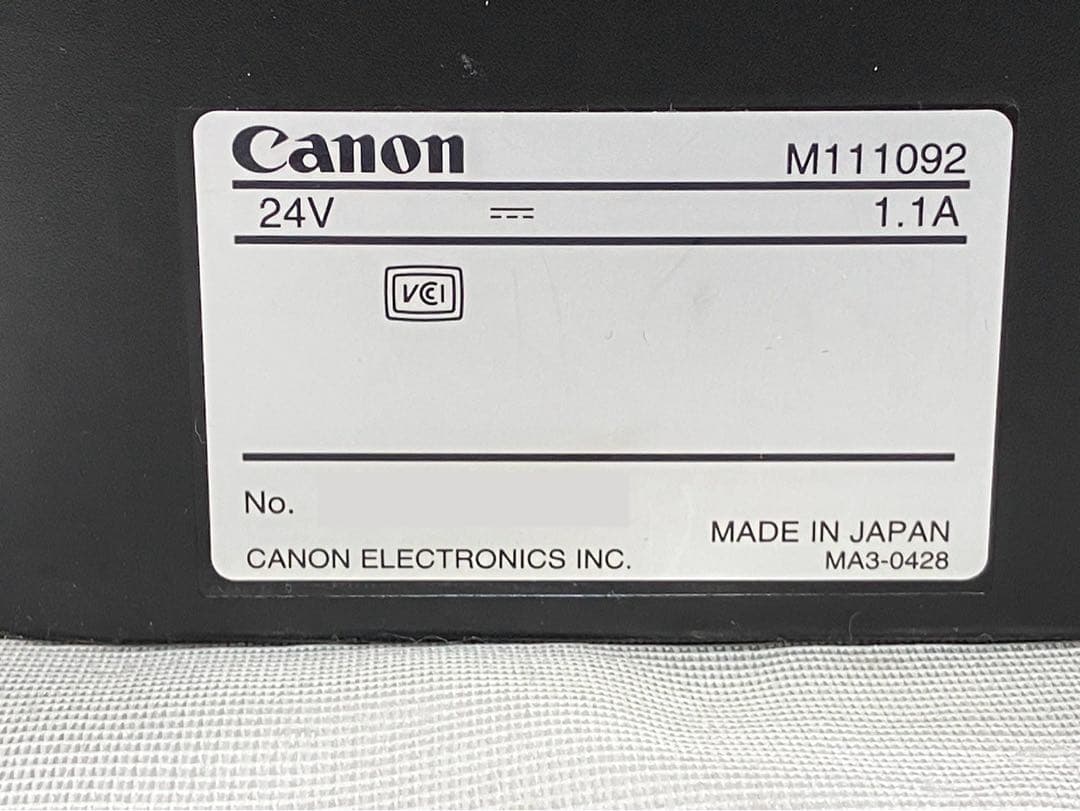 Canon M111092
24V ⎓ 1.1A
VCI
No.
MADE IN JAPAN
CANON ELECTRONICS INC. MA3-0428